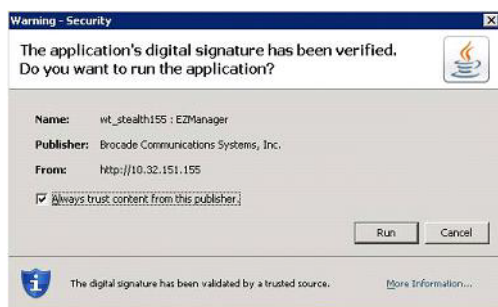 Warning - Security
The application's digital signature has been verified.
Do you want to run the application?
Name: wt_stealth155 : EZManager
Publisher: Brocade Communications Systems, Inc.
From: http://10.32.151.155
Always trust content from this publisher.
Run Cancel
The digital signature has been validated by a trusted source. More Information...